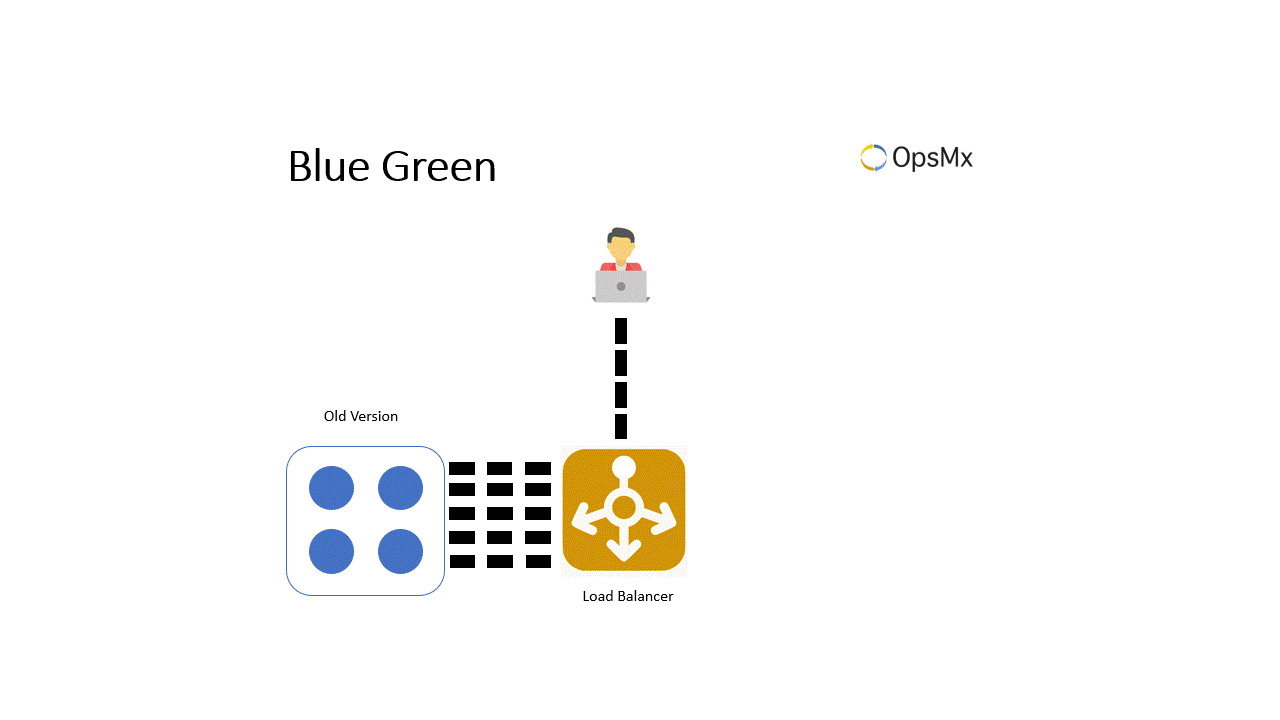 Blue Green
OpsMx
Old Version
Load Balancer